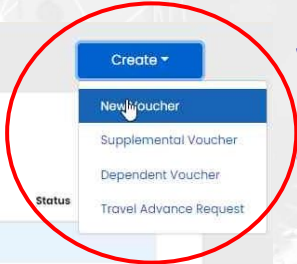 Create
New Voucher
Supplemental Voucher
Dependent Voucher
Status
Travel Advance Request